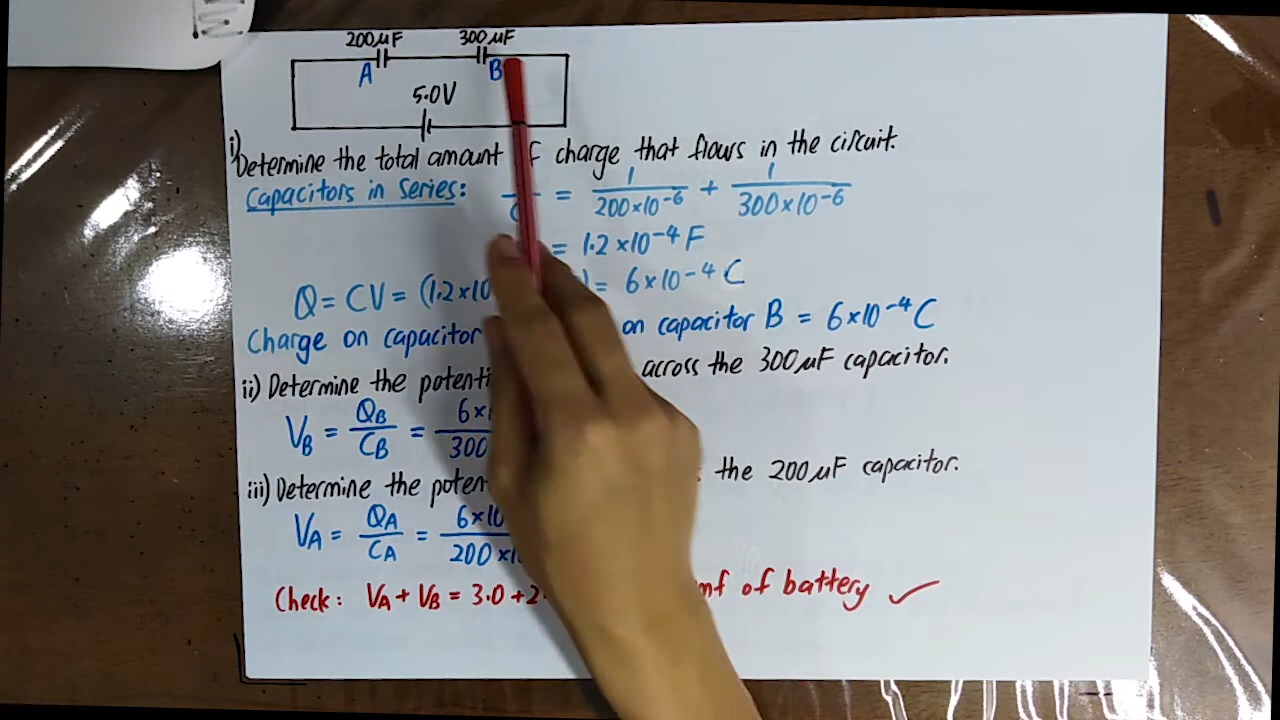 200μF 300μF
A B
5.0V
i) Determine the total amount f charge that flows in the circuit.
Capacitors in Series: = 1/200×10⁻⁶ + 1/300×10⁻⁶
= 1.2×10⁻⁴ F
Q = CV = (1.2×10 ) = 6×10⁻⁴ C
Charge on capacitor on capacitor B = 6×10⁻⁴ C
ii) Determine the potenti across the 300μF capacitor.
V_B = Q_B/C_B = 6×1/300
iii) Determine the poten the 200μF capacitor.
V_A = Q_A/C_A = 6×10/200×1
Check: V_A + V_B = 3.0 + 2. mf of battery ✓